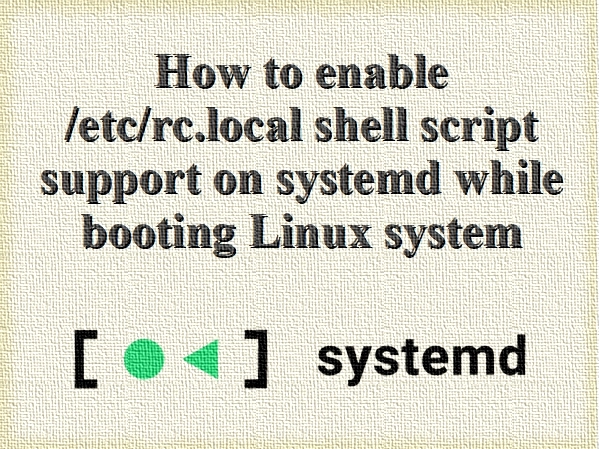 How to enable
/etc/rc.local shell script
support on systemd while
booting Linux system
systemd